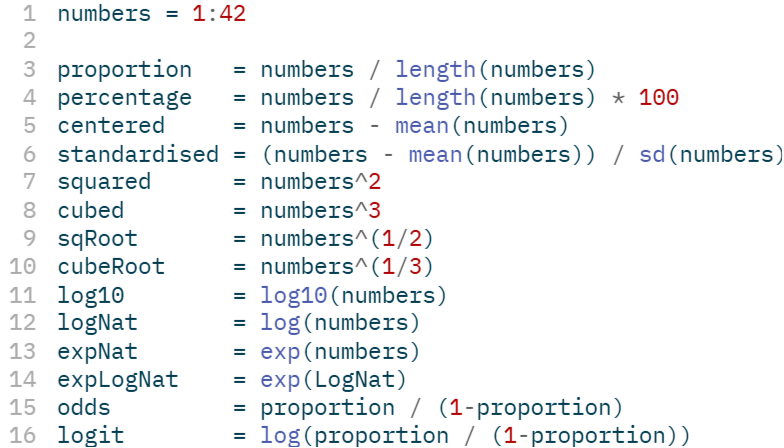 1 numbers = 1:42
2
3 proportion   = numbers / length(numbers)
4 percentage   = numbers / length(numbers) * 100
5 centered     = numbers - mean(numbers)
6 standardised = (numbers - mean(numbers)) / sd(numbers)
7 squared      = numbers^2
8 cubed        = numbers^3
9 sqRoot       = numbers^(1/2)
10 cubeRoot     = numbers^(1/3)
11 log10        = log10(numbers)
12 logNat       = log(numbers)
13 expNat       = exp(numbers)
14 expLogNat    = exp(LogNat)
15 odds         = proportion / (1-proportion)
16 logit        = log(proportion / (1-proportion))